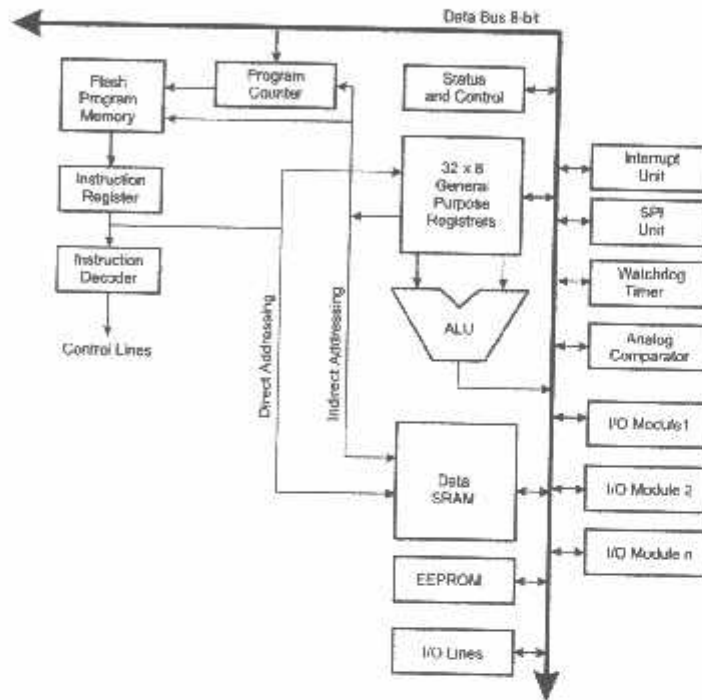 Data Bus 8-bit
Flash
Program
Memory
Program
Counter
Status
and Control
32 x 8
General
Purpose
Registrers
Interrupt
Unit
Instruction
Register
SPI
Unit
Instruction
Decoder
Watchdog
Timer
ALU
Analog
Comparator
Control Lines
Direct Addressing
Indirect Addressing
I/O Module1
Data
SRAM
I/O Module 2
I/O Module n
EEPROM
I/O Lines